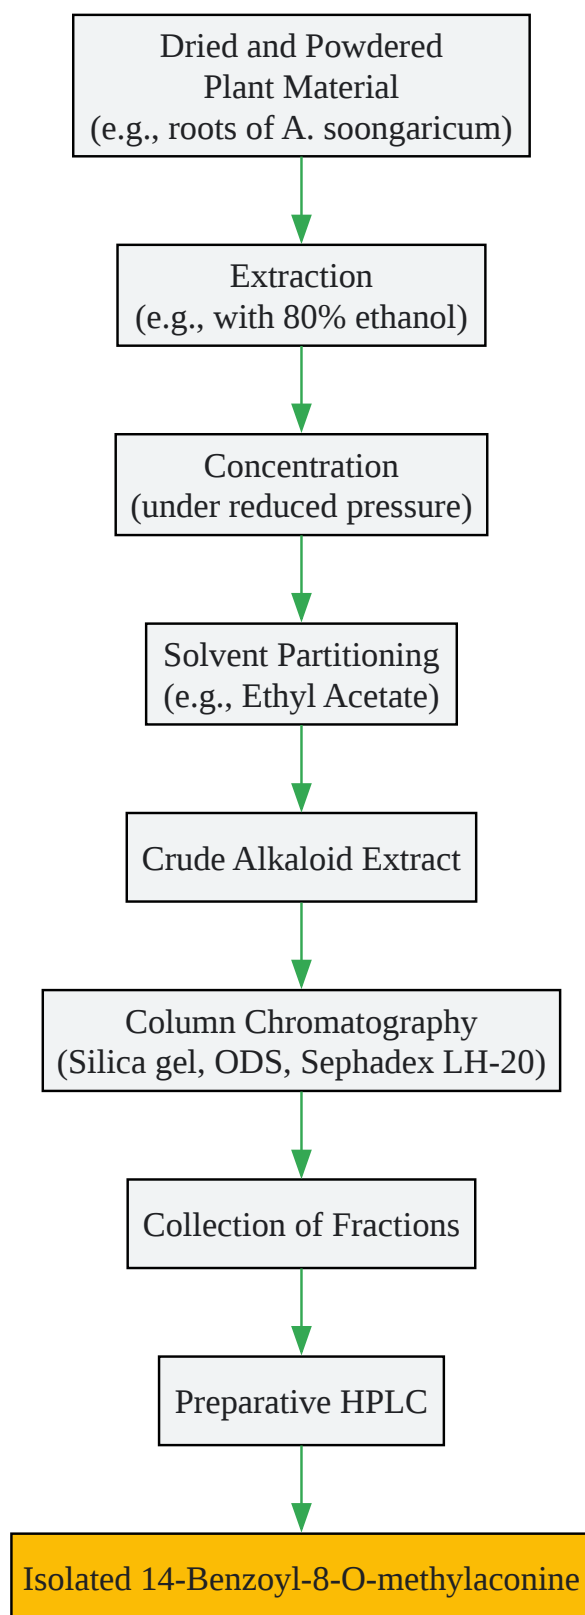 Dried and Powdered
Plant Material
(e.g., roots of A. soongaricum)
Extraction
(e.g., with 80% ethanol)
Concentration
(under reduced pressure)
Solvent Partitioning
(e.g., Ethyl Acetate)
Crude Alkaloid Extract
Column Chromatography
(Silica gel, ODS, Sephadex LH-20)
Collection of Fractions
Preparative HPLC
Isolated 14-Benzoyl-8-O-methylaconine